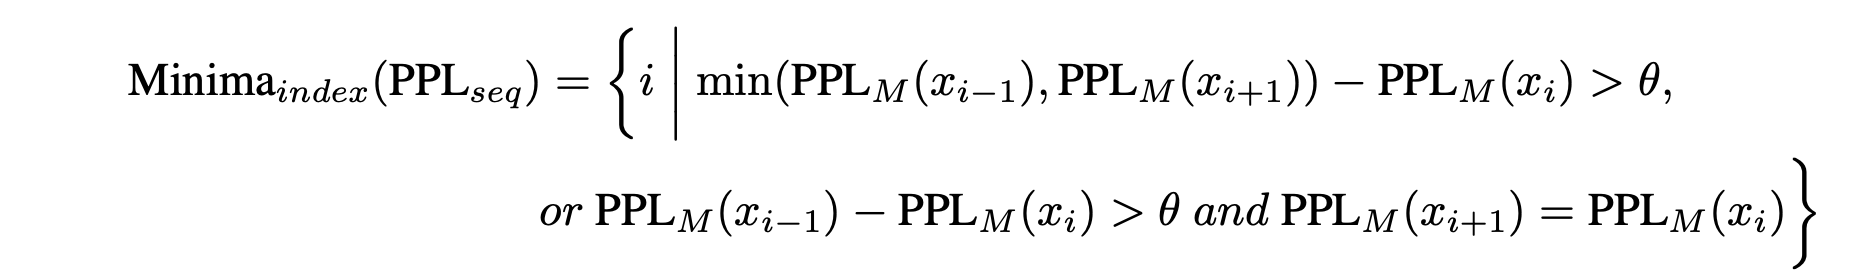 Minima_{index}(PPL_{seq}) = { i | min(PPL_M(x_{i−1}), PPL_M(x_{i+1})) − PPL_M(x_i) > θ,
or PPL_M(x_{i−1}) − PPL_M(x_i) > θ and PPL_M(x_{i+1}) = PPL_M(x_i) }